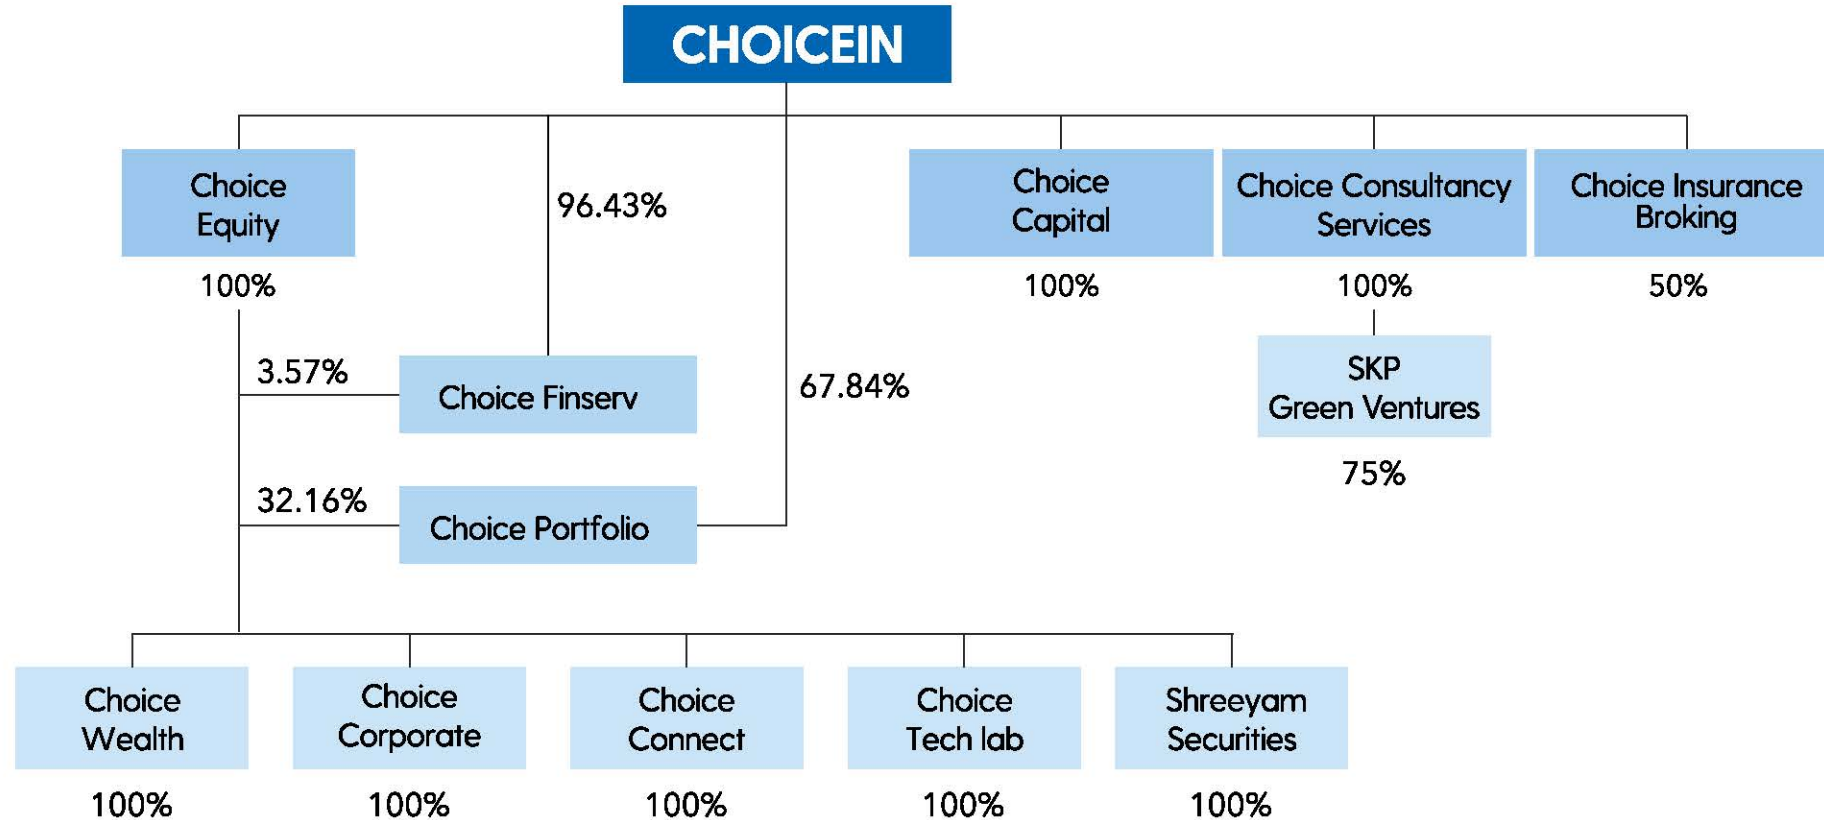 CHOICEIN
Choice
Equity
100%
96.43%
Choice
Capital
100%
Choice Consultancy
Services
100%
Choice Insurance
Broking
50%
3.57%
Choice Finserv
67.84%
SKP
Green Ventures
75%
32.16%
Choice Portfolio
Choice
Wealth
100%
Choice
Corporate
100%
Choice
Connect
100%
Choice
Tech lab
100%
Shreeyam
Securities
100%